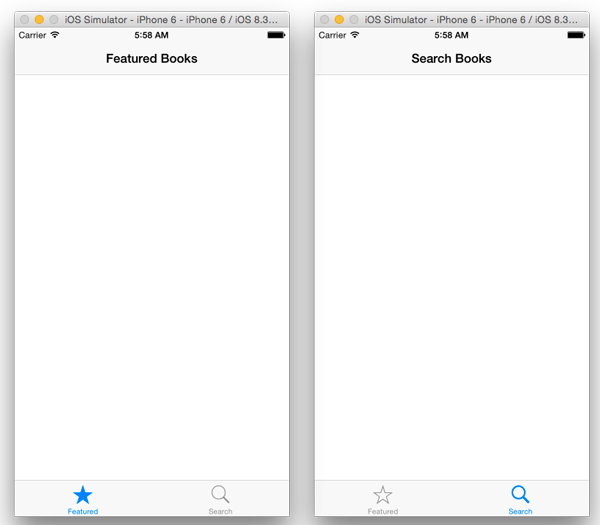 iOS Simulator - iPhone 6 - iPhone 6 / iOS 8.3...
Carrier 5:58 AM
Featured Books
Featured Search
iOS Simulator - iPhone 6 - iPhone 6 / iOS 8.3...
Carrier 5:58 AM
Search Books
Featured Search